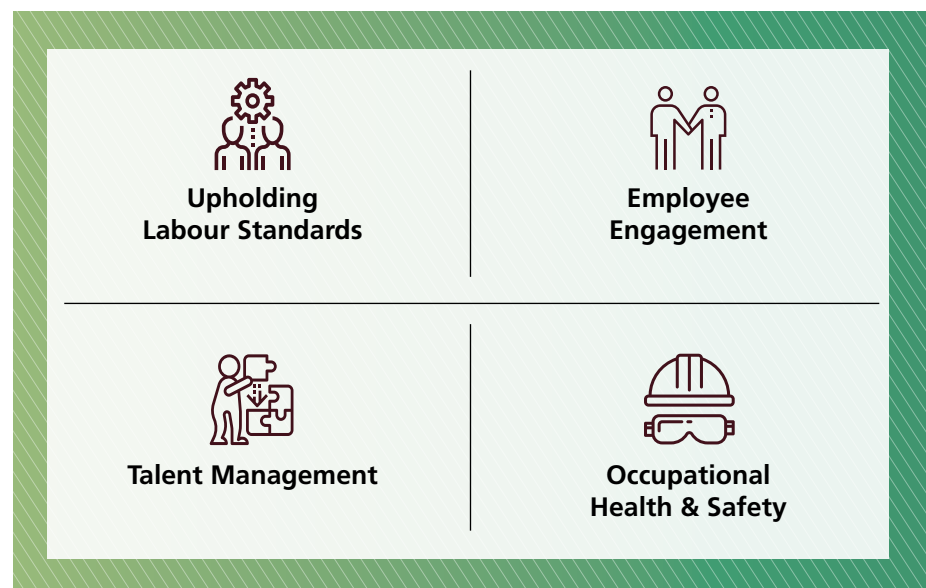 Upholding
Labour Standards
Employee
Engagement
Talent Management
Occupational
Health & Safety